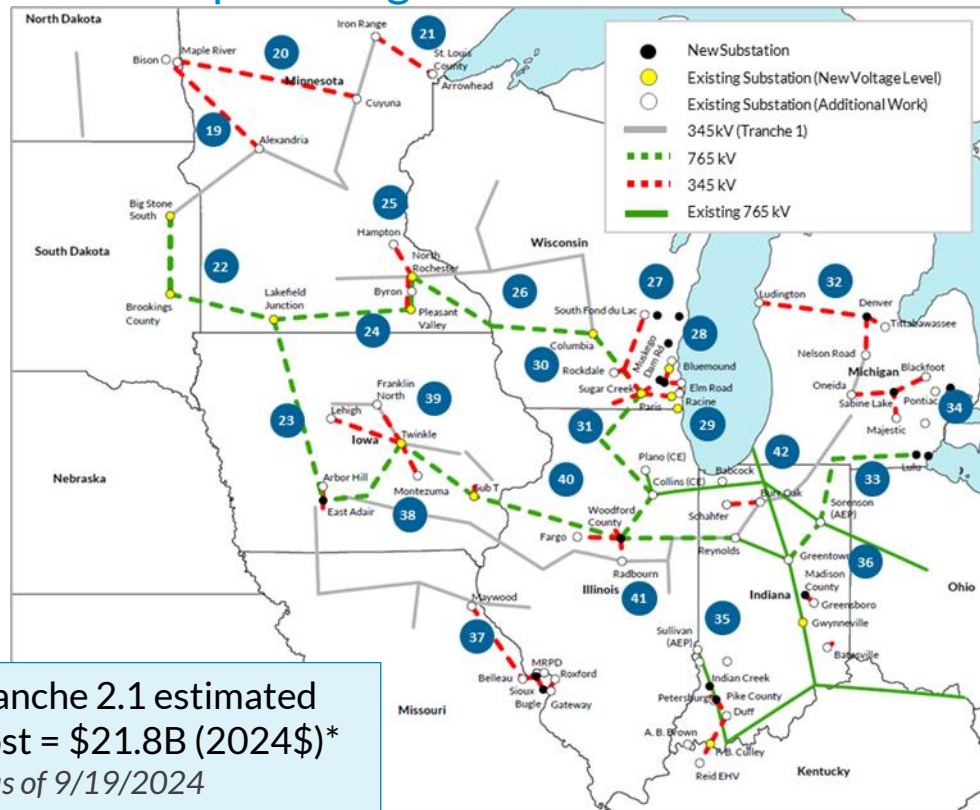 North Dakota
Iron Range
21
20
Maple River
Bison
St. Louis
County
Minnesota
Arrowhead
Cuyuna
19
Alexandria
New Substation
Existing Substation (New Voltage Level)
Existing Substation (Additional Work)
345kV (Tranche 1)
765 kV
345 kV
Existing 765 kV
Big Stone
South
25
Hampton
South Dakota
22
North
Rochester
Wisconsin
Byron
26
27
32
Ludington
Denver
Tittabawassee
Brookings
County
Lakefield
Junction
Pleasant
Valley
24
South Fond du Lac
Columbia
28
Muskego
Dam Rd
Bluemound
Nelson Road
Michigan
Blackfoot
30
Rockdale
Sugar Creek
Elm Road
Paris
Racine
Oneida
Sabine Lake
Pontiac
34
Majestic
23
Franklin
North
39
Lehigh
Iowa
Twinkle
31
29
42
Nebraska
Arbor Hill
East Adair
38
Montezuma
Sub T
40
Plano (CE)
Collins (CE)
Babcock
Burr Oak
Schahfer
Lulu
33
Sorenson
(AEP)
Woodford
County
Fargo
Reynolds
Greentown
36
Radbourn
Illinois
41
Maywood
Indiana
Madison
County
Greensboro
Ohio
Gwynneville
35
Sullivan
(AEP)
37
Batesville
MRPD
Roxford
Belleau
Sioux
Bugle
Gateway
Missouri
Indian Creek
Petersburg
Pike County
Duff
A. B. Brown
F. B. Culley
Reid EHV
Kentucky
anche 2.1 estimated
ost = $21.8B (2024$)*
as of 9/19/2024